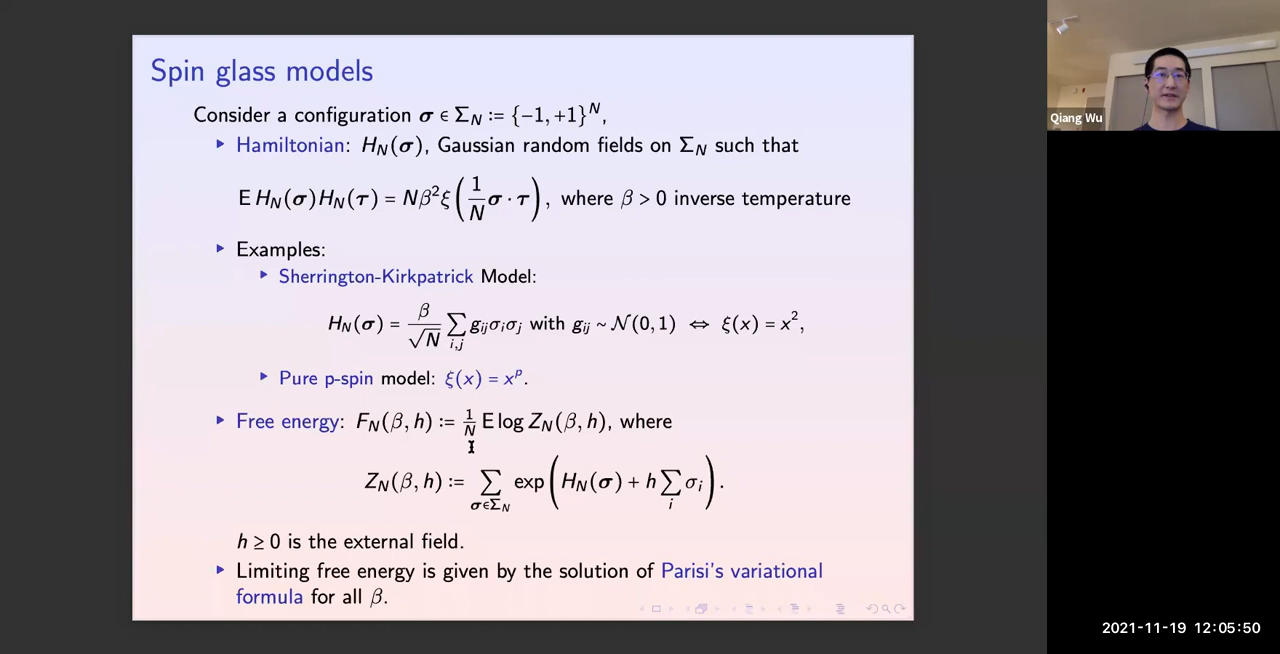 Spin glass models
Consider a configuration σ ∈ Σ_N := {−1, +1}^N,
▸ Hamiltonian: H_N(σ), Gaussian random fields on Σ_N such that
E H_N(σ)H_N(τ) = Nβ²ξ(1/N σ · τ), where β > 0 inverse temperature
▸ Examples:
▸ Sherrington-Kirkpatrick Model:
H_N(σ) = β/√N ∑_{i,j} g_{ij}σ_iσ_j with g_{ij} ~ N(0, 1) ⇔ ξ(x) = x²,
▸ Pure p-spin model: ξ(x) = x^p.
▸ Free energy: F_N(β, h) := 1/N E log Z_N(β, h), where
Z_N(β, h) := ∑_{σ∈Σ_N} exp(H_N(σ) + h ∑_i σ_i).
h ≥ 0 is the external field.
▸ Limiting free energy is given by the solution of Parisi's variational
formula for all β.
Qiang Wu
2021-11-19 12:05:50